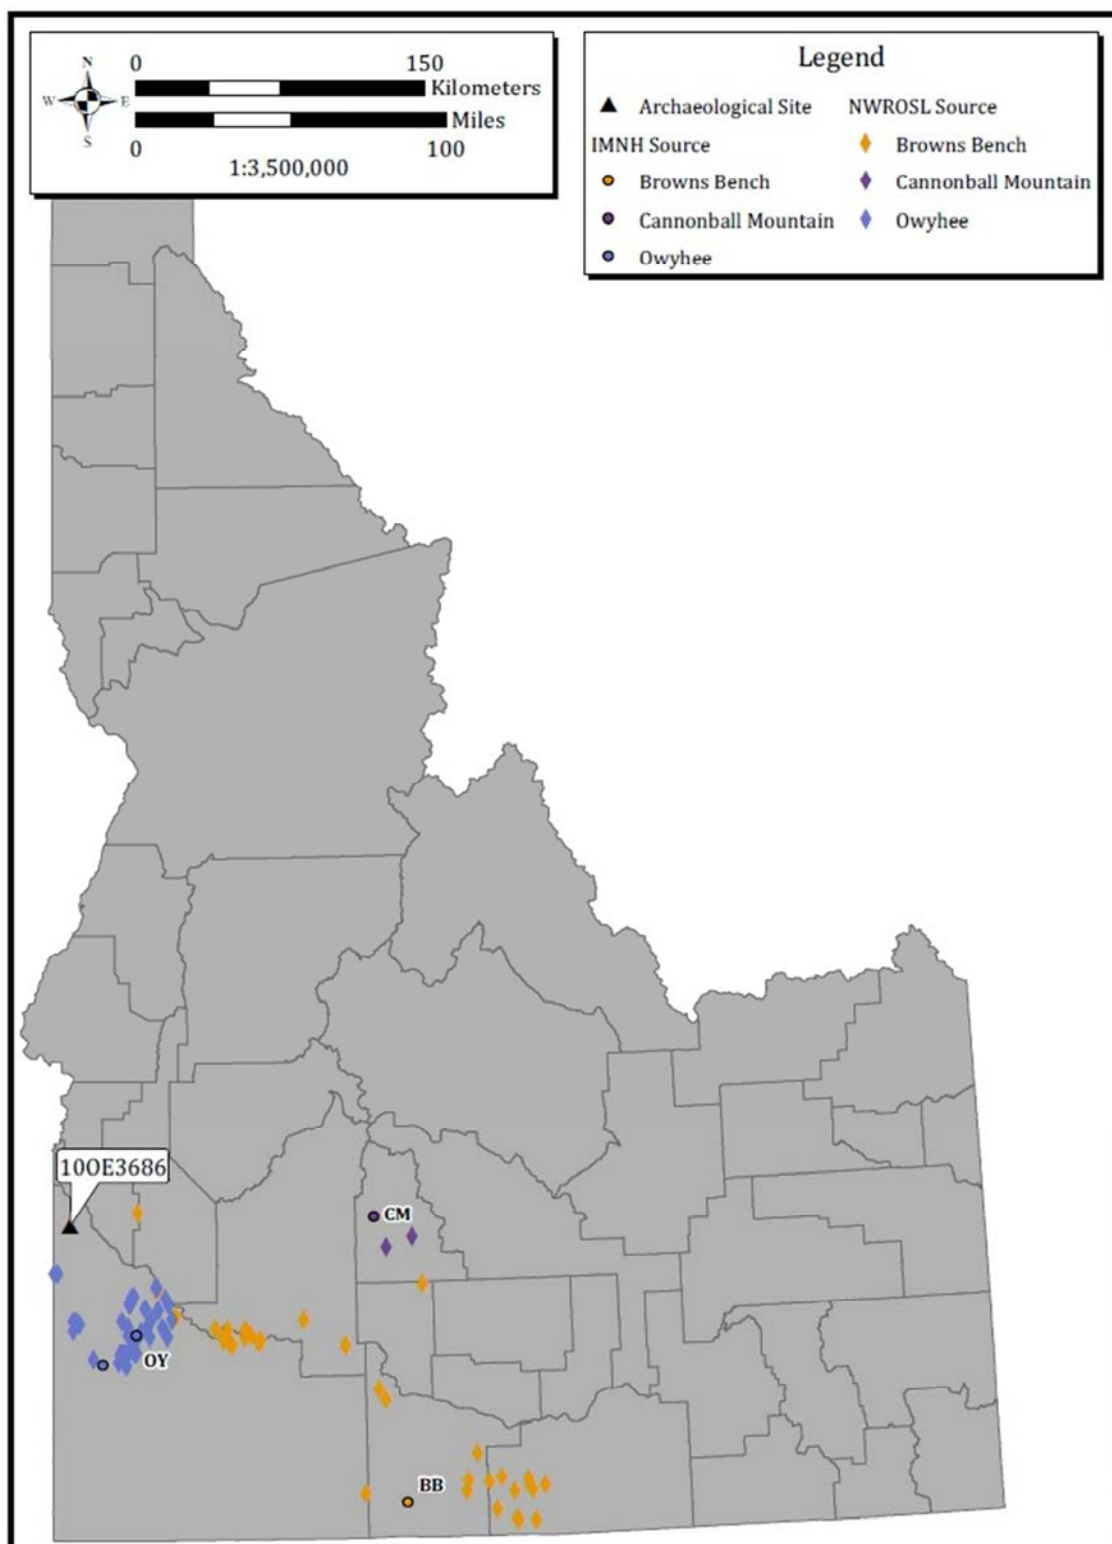 N
W E
S
0 150
Kilometers
Miles
0 100
1:3,500,000
Legend
Archaeological Site
IMNH Source
Browns Bench
Cannonball Mountain
Owyhee
NWROSL Source
Browns Bench
Cannonball Mountain
Owyhee
10OE3686
CM
OY
BB